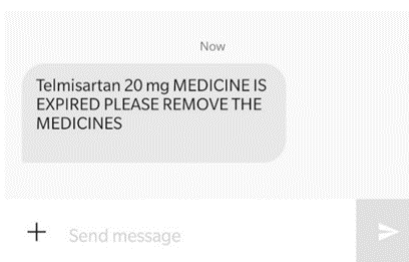 Now
Telmisartan 20 mg MEDICINE IS
EXPIRED PLEASE REMOVE THE
MEDICINES
+ Send message